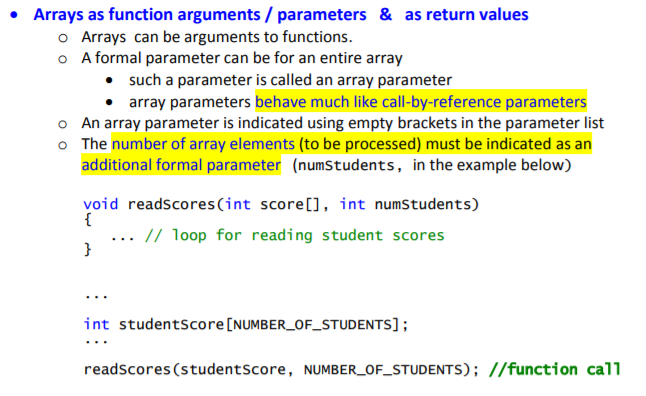 • Arrays as function arguments / parameters & as return values
o Arrays can be arguments to functions.
o A formal parameter can be for an entire array
• such a parameter is called an array parameter
• array parameters behave much like call-by-reference parameters
o An array parameter is indicated using empty brackets in the parameter list
o The number of array elements (to be processed) must be indicated as an
additional formal parameter (numStudents, in the example below)
void readScores(int score[], int numStudents)
{
... // loop for reading student scores
}
...
int studentScore[NUMBER_OF_STUDENTS];
...
readScores(studentScore, NUMBER_OF_STUDENTS); //function call